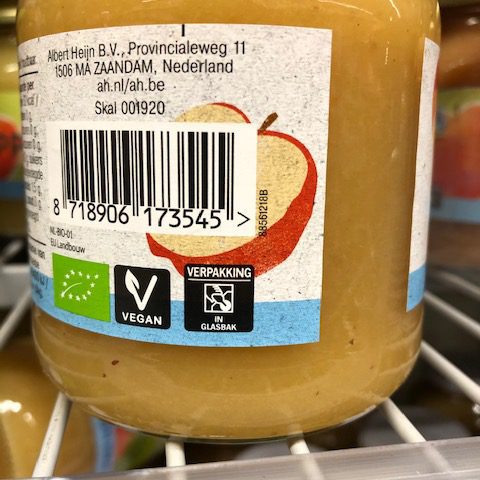 Albert Heijn B.V., Provincialeweg 11
1506 MA ZAANDAM, Nederland
ah.nl/ah.be
Skal 001920
8 718906 173545 >
88561218B
NL-BIO-01
EU Landbouw
VEGAN
VERPAKKING
IN
GLASBAK